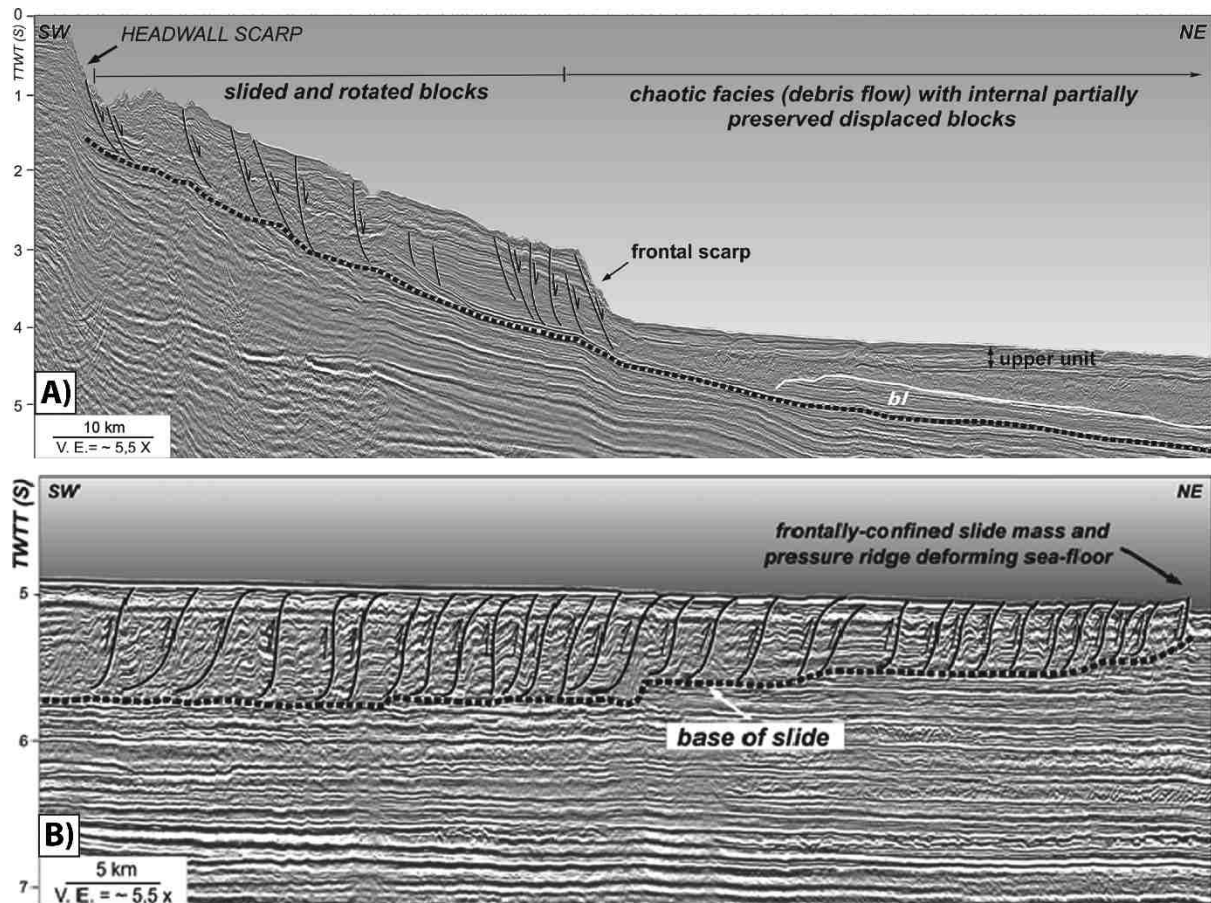 0
SW
HEADWALL SCARP
NE
TTWT (S)
slided and rotated blocks
chaotic facies (debris flow) with internal partially
preserved displaced blocks
1
2
3
frontal scarp
4
upper unit
bl
5
A)
10 km
V. E.= ~ 5,5 X
TWTT (S)
SW
NE
frontally-confined slide mass and
pressure ridge deforming sea-floor
5
base of slide
6
B)
5 km
V. E. = ~ 5,5 x
7